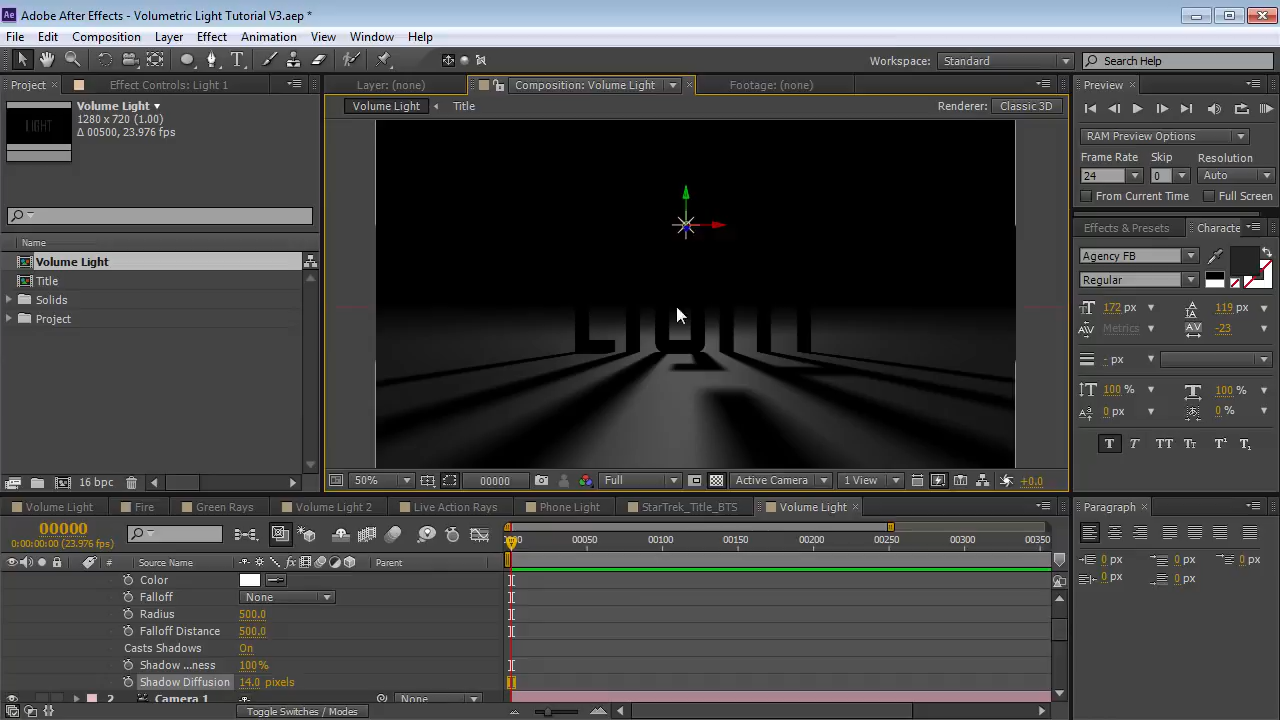 Adobe After Effects - Volumetric Light Tutorial V3.aep *
File Edit Composition Layer Effect Animation View Window Help
Workspace: Standard Search Help
Project Effect Controls: Light 1 Layer: (none) Composition: Volume Light Footage: (none) Preview
Volume Light
1280 x 720 (1.00)
Δ 00500, 23.976 fps
LIGHT
Volume Light Title Renderer: Classic 3D
RAM Preview Options
Frame Rate Skip Resolution
24 0 Auto
From Current Time Full Screen
Effects & Presets Characte
Agency FB
Regular
172 px 119 px
Metrics -23
- px
100 % 100 %
0 px 0 %
T T TT Tt T¹ T₁
Name
Volume Light
Title
Solids
Project
LIGHT
16 bpc 50% 00000 Full Active Camera 1 View +0.0
Volume Light Fire Green Rays Volume Light 2 Live Action Rays Phone Light StarTrek_Title_BTS Volume Light Paragraph
00000
0:00:00:00 (23.976 fps)
00050 00100 00150 00200 00250 00300 00350
# Source Name Parent
0 px 0 px 0 px
0 px 0 px
Color
Falloff None
Radius 500.0
Falloff Distance 500.0
Casts Shadows On
Shadow ...ness 100%
Shadow Diffusion 14.0 pixels
2 Camera 1 None
Toggle Switches / Modes